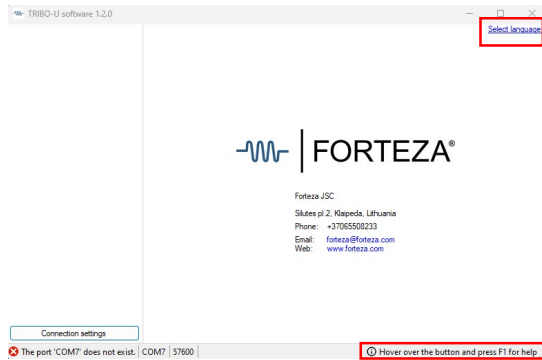 TRIBO-U software 1.2.0
Select language
FORTEZA®
Forteza JSC
Silutes pl.2, Klaipeda, Lithuania
Phone: +37065508233
Email: forteza@forteza.com
Web: www.forteza.com
Connection settings
The port 'COM7' does not exist. COM7 57600 Hover over the button and press F1 for help